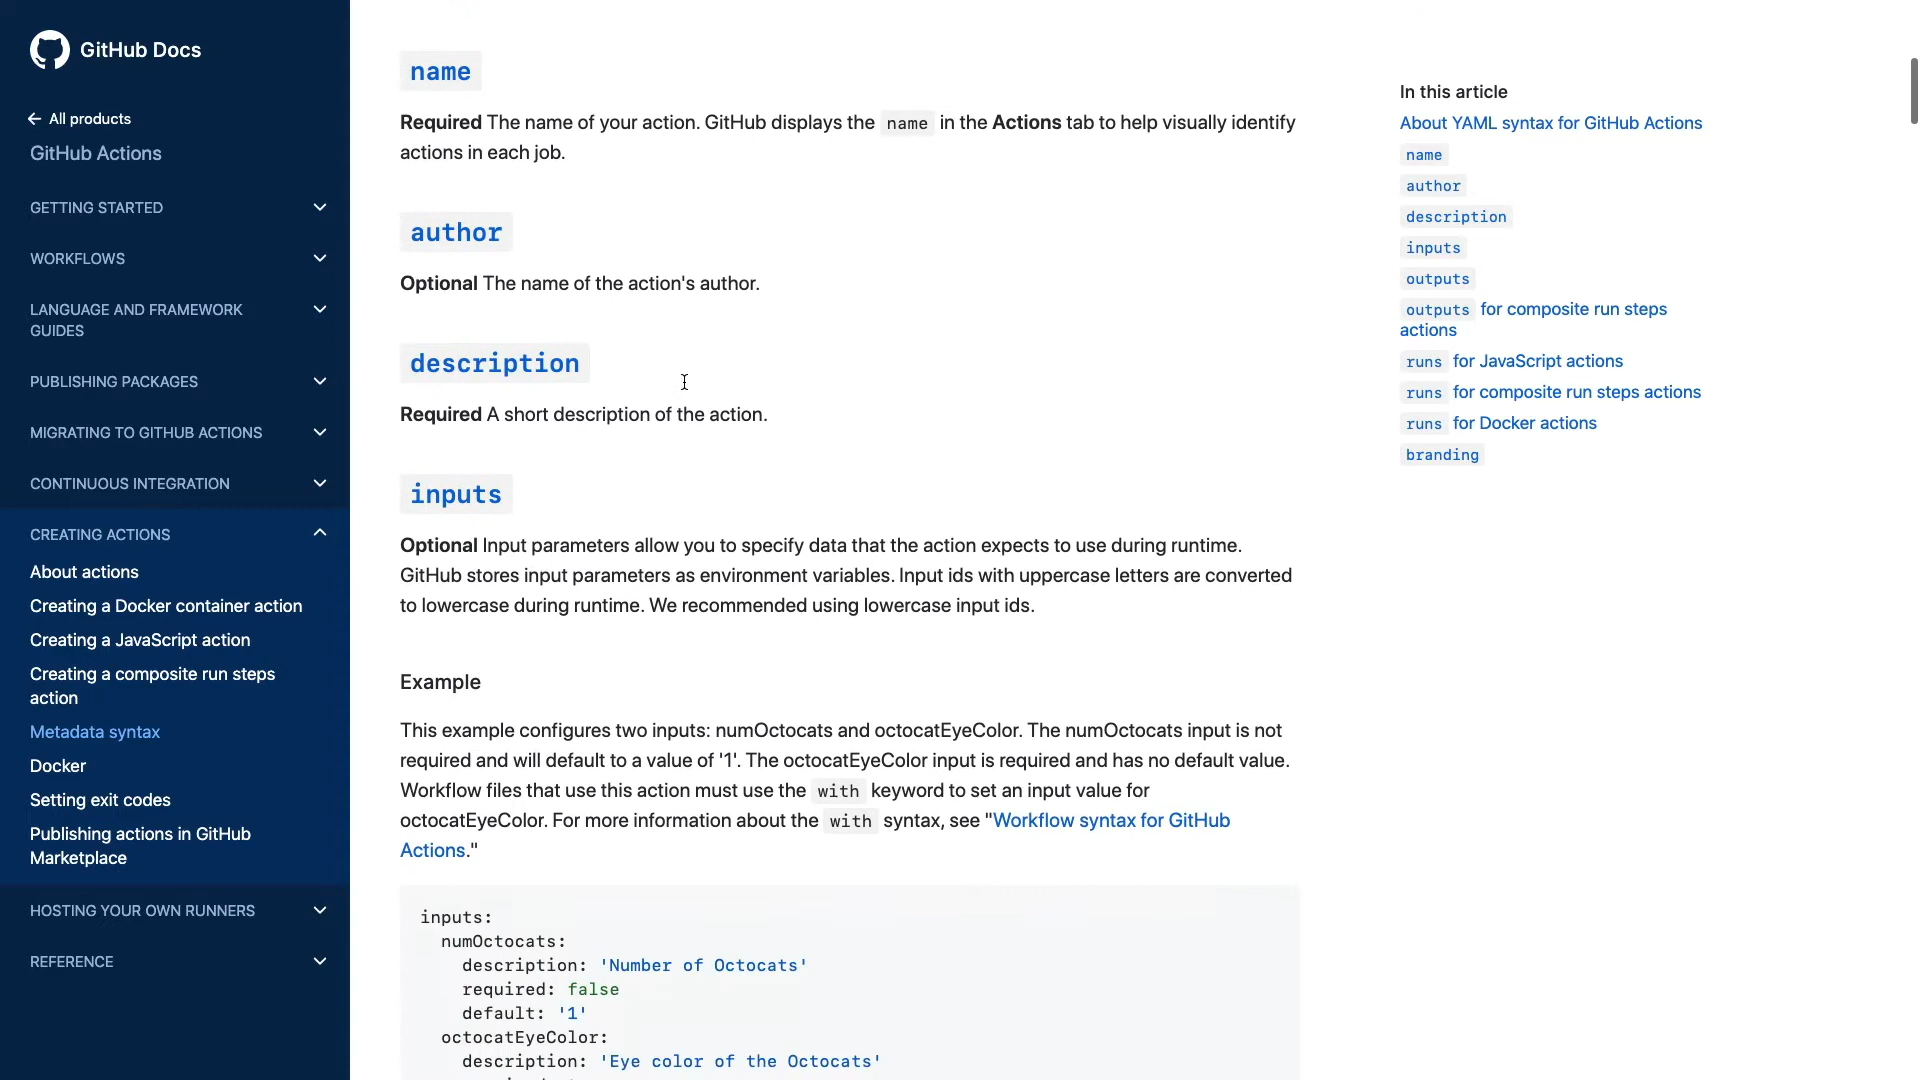 GitHub Docs
All products
GitHub Actions
GETTING STARTED
WORKFLOWS
LANGUAGE AND FRAMEWORK
GUIDES
PUBLISHING PACKAGES
MIGRATING TO GITHUB ACTIONS
CONTINUOUS INTEGRATION
CREATING ACTIONS
About actions
Creating a Docker container action
Creating a JavaScript action
Creating a composite run steps
action
Metadata syntax
Docker
Setting exit codes
Publishing actions in GitHub
Marketplace
HOSTING YOUR OWN RUNNERS
REFERENCE
name
Required The name of your action. GitHub displays the name in the Actions tab to help visually identify
actions in each job.
author
Optional The name of the action's author.
description
Required A short description of the action.
inputs
Optional Input parameters allow you to specify data that the action expects to use during runtime.
GitHub stores input parameters as environment variables. Input ids with uppercase letters are converted
to lowercase during runtime. We recommended using lowercase input ids.
Example
This example configures two inputs: numOctocats and octocatEyeColor. The numOctocats input is not
required and will default to a value of '1'. The octocatEyeColor input is required and has no default value.
Workflow files that use this action must use the with keyword to set an input value for
octocatEyeColor. For more information about the with syntax, see "Workflow syntax for GitHub
Actions."
inputs:
numOctocats:
description: 'Number of Octocats'
required: false
default: '1'
octocatEyeColor:
description: 'Eye color of the Octocats'
In this article
About YAML syntax for GitHub Actions
name
author
description
inputs
outputs
outputs for composite run steps
actions
runs for JavaScript actions
runs for composite run steps actions
runs for Docker actions
branding